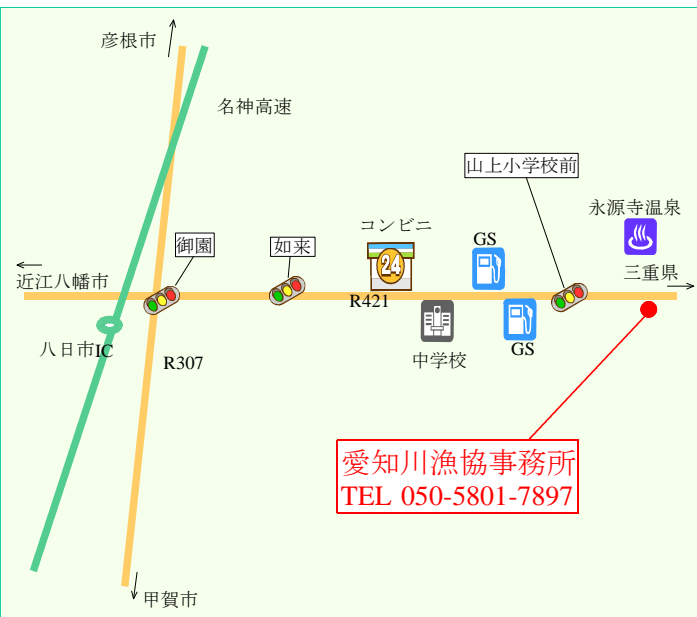 彦根市
名神高速
山上小学校前
永源寺温泉
コンビニ
御園
如来
GS
24
三重県
近江八幡市
R421
八日市IC
中学校
GS
R307
愛知川漁協事務所
TEL 050-5801-7897
甲賀市